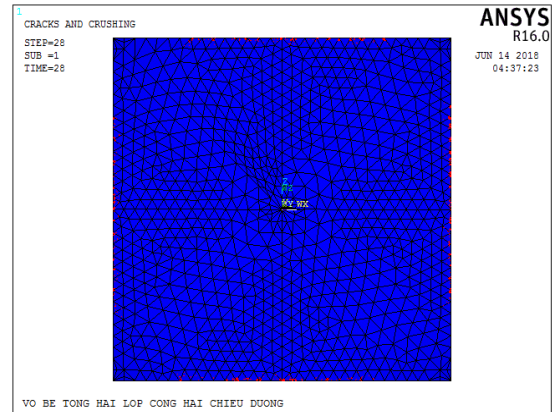 1
CRACKS AND CRUSHING
STEP=28
SUB =1
TIME=28
ANSYS
R16.0
JUN 14 2018
04:37:23
Z
WX
VO BE TONG HAI LOP CONG HAI CHIEU DUONG